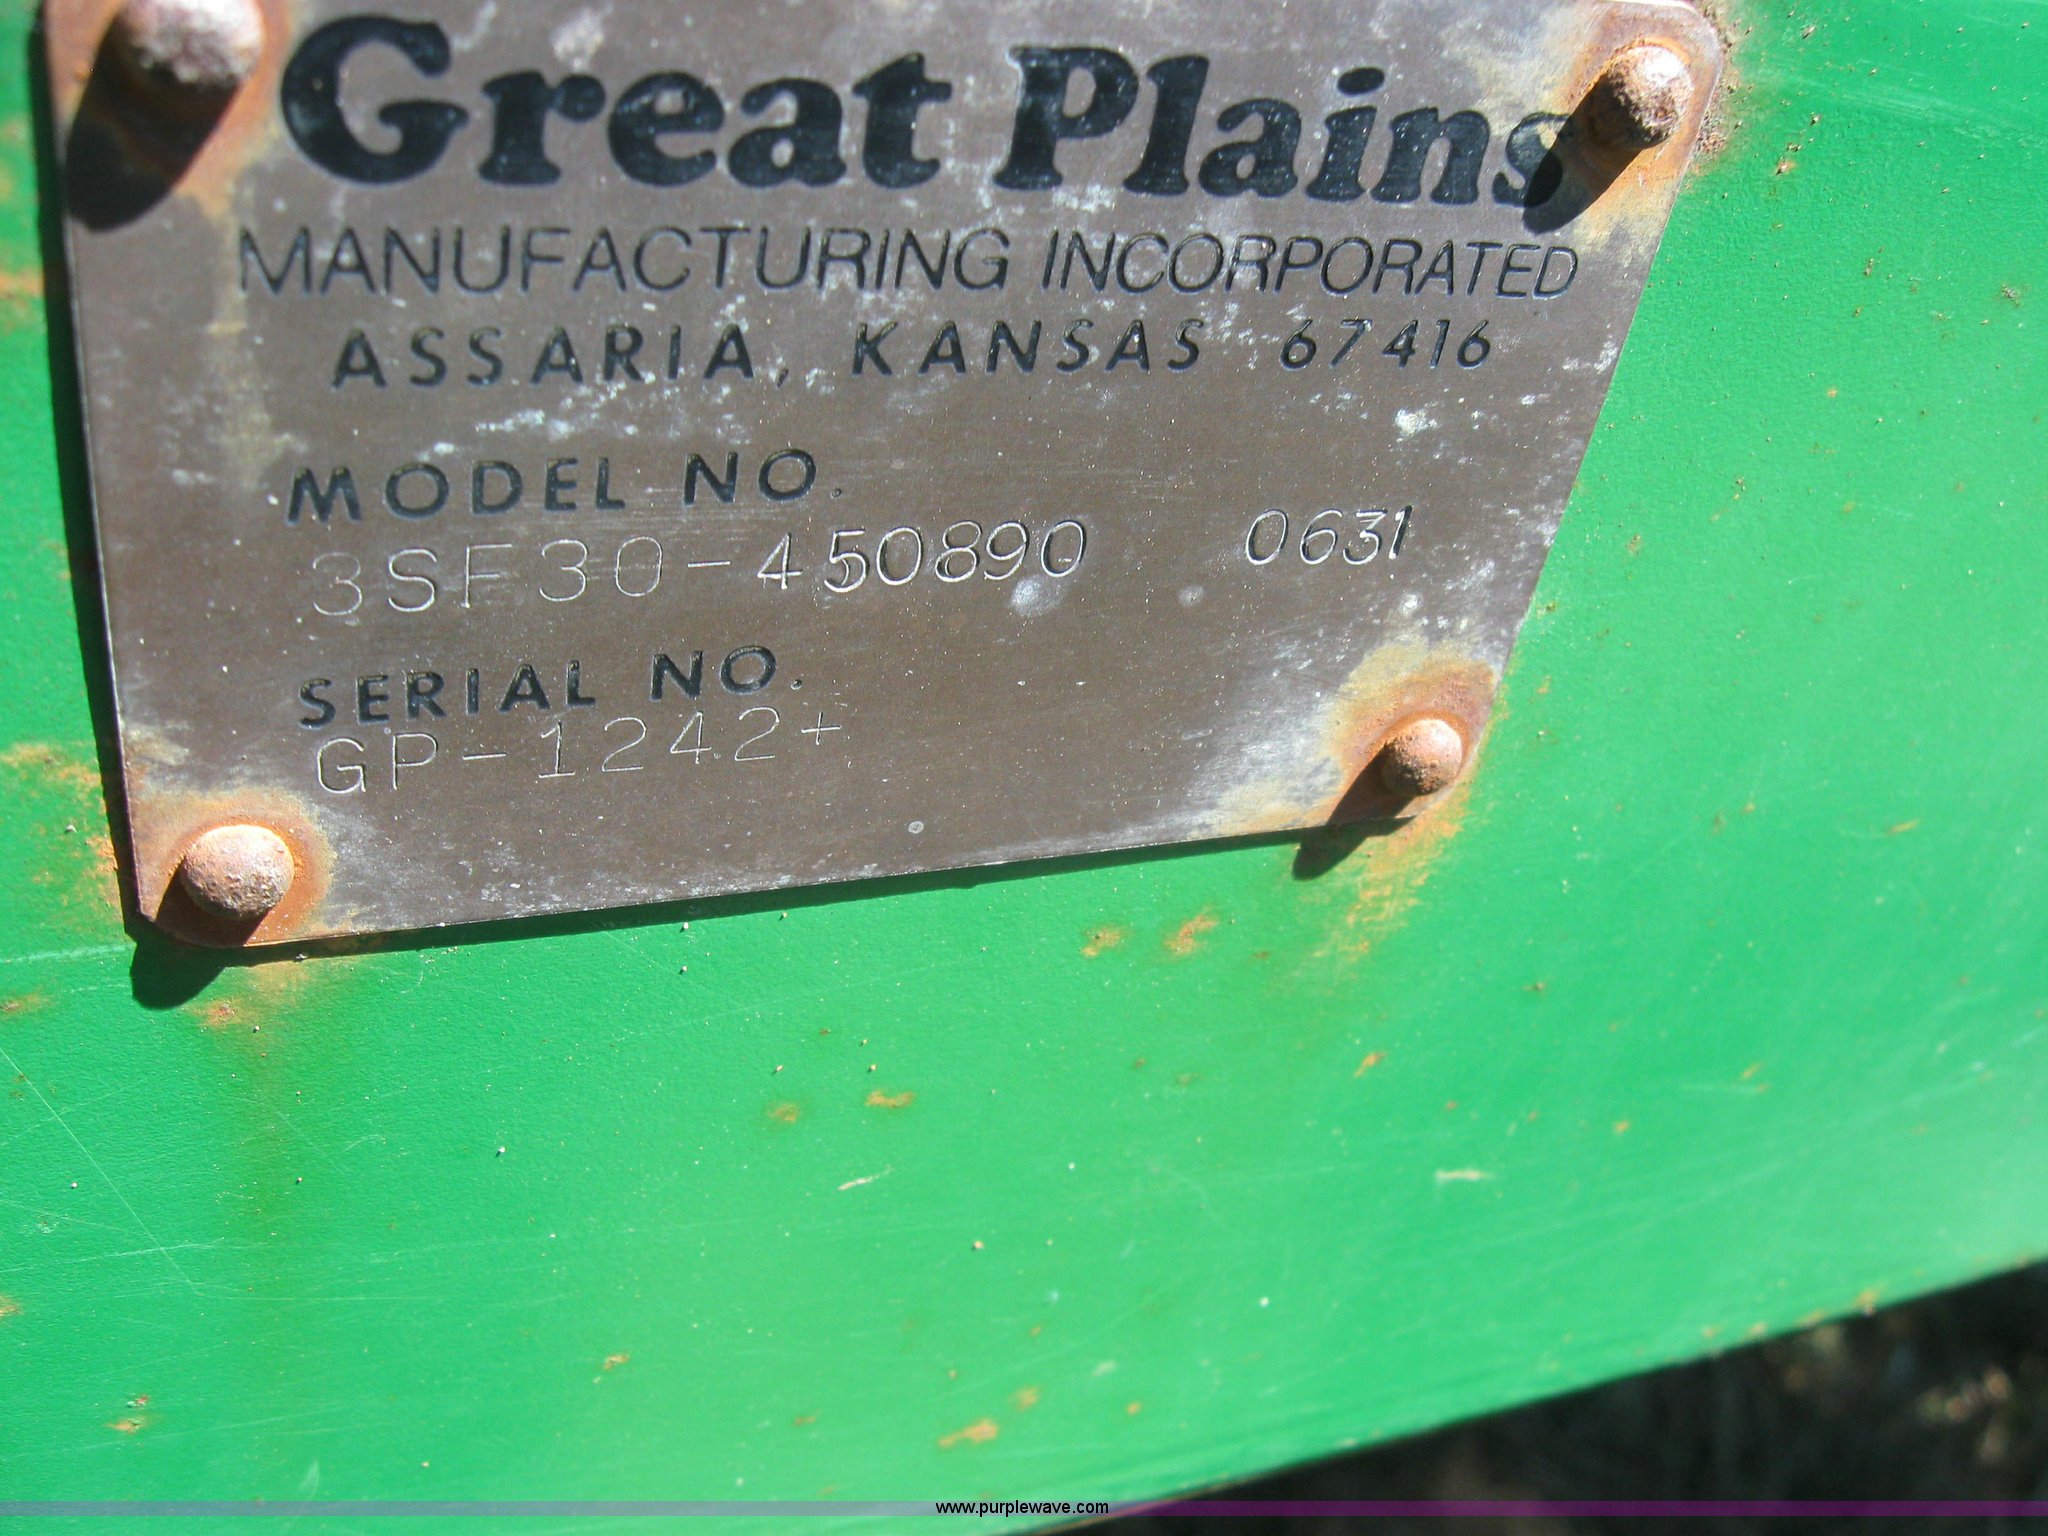 Great Plains
MANUFACTURING INCORPORATED
ASSARIA, KANSAS 67416
MODEL NO.
3SF30-450890 0631
SERIAL NO.
GP-1242+
www.purplewave.com